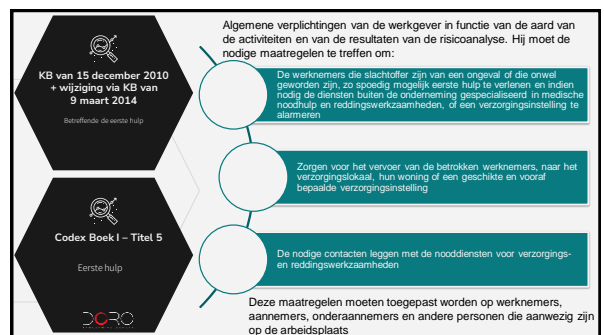 KB van 15 december 2010
+ wijziging via KB van
9 maart 2014
Betreffende de eerste hulp
Codex Boek I – Titel 5
Eerste hulp
DORO
Algemene verplichtingen van de werkgever in functie van de aard van
de activiteiten en van de resultaten van de risicoanalyse. Hij moet de
nodige maatregelen te treffen om:
De werknemers die slachtoffer zijn van een ongeval of die onwel
geworden zijn, zo spoedig mogelijk eerste hulp te verlenen en indien
nodig de diensten buiten de onderneming gespecialiseerd in medische
noodhulp en reddingswerkzaamheden, of een verzorgingsinstelling te
alarmeren
Zorgen voor het vervoer van de betrokken werknemers, naar het
verzorgingslokaal, hun woning of een geschikte en vooraf
bepaalde verzorgingsinstelling
De nodige contacten leggen met de nooddiensten voor verzorgings-
en reddingswerkzaamheden
Deze maatregelen moeten toegepast worden op werknemers,
aannemers, onderaannemers en andere personen die aanwezig zijn
op de arbeidsplaats